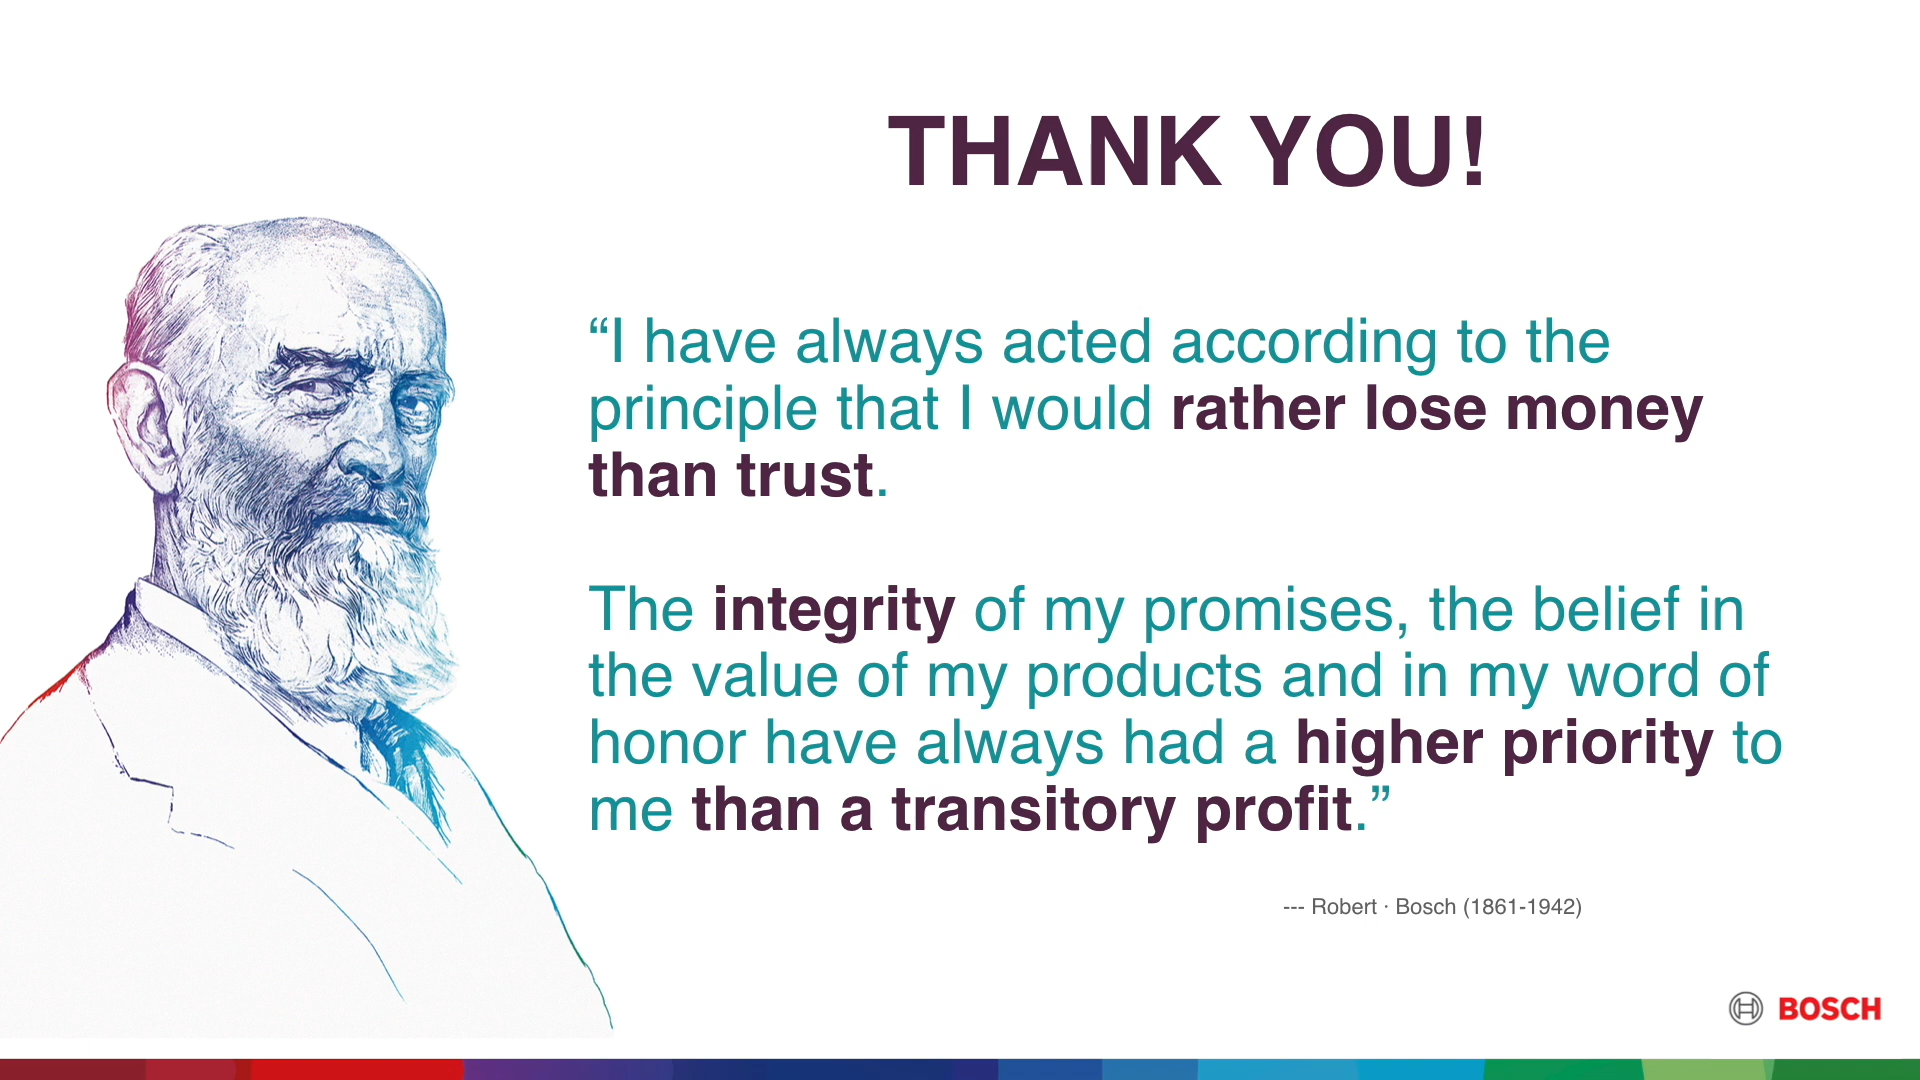 THANK YOU!
“I have always acted according to the
principle that I would rather lose money
than trust.
The integrity of my promises, the belief in
the value of my products and in my word of
honor have always had a higher priority to
me than a transitory profit.”
--- Robert · Bosch (1861-1942)
BOSCH